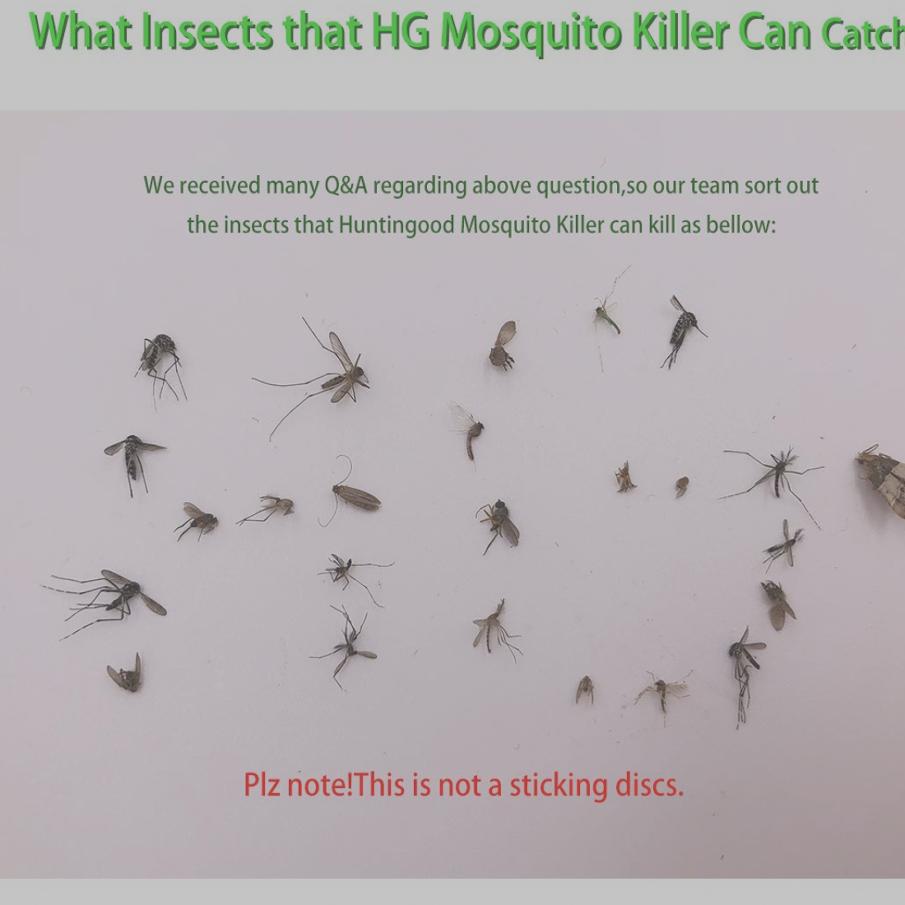 What Insects that HG Mosquito Killer Can Catch
We received many Q&A regarding above question,so our team sort out
the insects that Huntingood Mosquito Killer can kill as bellow:
Plz note!This is not a sticking discs.